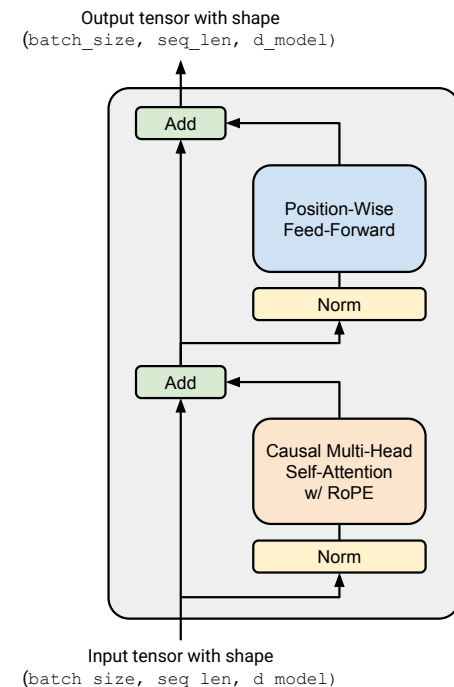 Output tensor with shape
(batch_size, seq_len, d_model)
Add
Position-Wise
Feed-Forward
Norm
Add
Causal Multi-Head
Self-Attention
w/ RoPE
Norm
Input tensor with shape
(batch_size, seq_len, d_model)